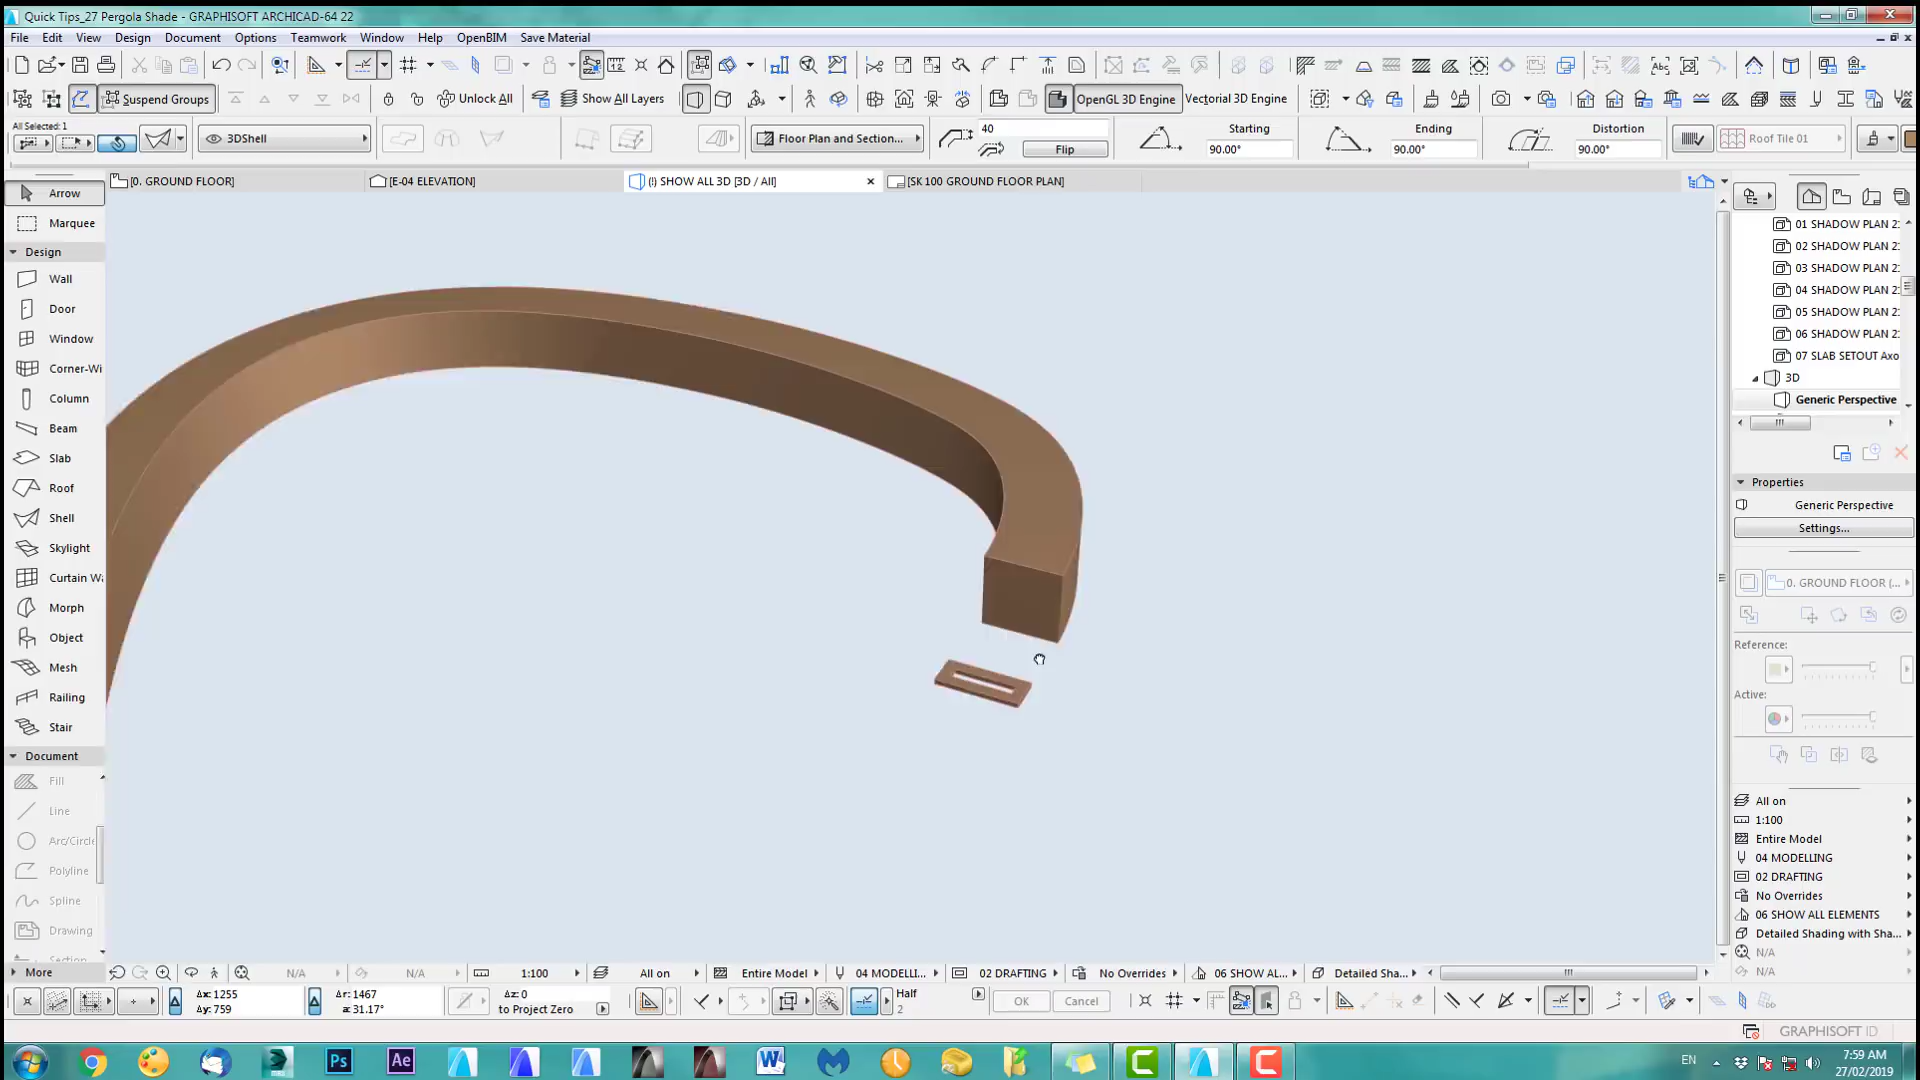 Quick Tips_27 Pergola Shade - GRAPHISOFT ARCHICAD-64 22
File Edit View Design Document Options Teamwork Window Help OpenBIM Save Material
Suspend Groups Unlock All Show All Layers OpenGL 3D Engine Vectorial 3D Engine
All Selected: 1
3DShell Floor Plan and Section... 40 Flip Starting 90.00° Ending 90.00° Distortion 90.00° Roof Tile 01
[0. GROUND FLOOR] [E-04 ELEVATION] (!) SHOW ALL 3D [3D / All] [SK 100 GROUND FLOOR PLAN]
Arrow
Marquee
Design
Wall
Door
Window
Corner-Wi
Column
Beam
Slab
Roof
Shell
Skylight
Curtain Wa
Morph
Object
Mesh
Railing
Stair
Document
Fill
Line
Arc/Circle
Polyline
Spline
Drawing
Section
More
01 SHADOW PLAN 2
02 SHADOW PLAN 2
03 SHADOW PLAN 2
04 SHADOW PLAN 2
05 SHADOW PLAN 2
06 SHADOW PLAN 2
07 SLAB SETOUT Axo
3D
Generic Perspective
Properties
Generic Perspective
Settings...
0. GROUND FLOOR (...
Reference:
Active:
All on
1:100
Entire Model
04 MODELLING
02 DRAFTING
No Overrides
06 SHOW ALL ELEMENTS
Detailed Shading with Sha...
N/A
N/A
N/A N/A 1:100 All on Entire Model 04 MODELLI... 02 DRAFTING No Overrides 06 SHOW AL... Detailed Sha...
Δx: 1255 Δr: 1467 Δz: 0 Half OK Cancel
Δy: 759 a: 31.17° to Project Zero 2
GRAPHISOFT ID
Ps Ae W EN 7:59 AM
27/02/2019